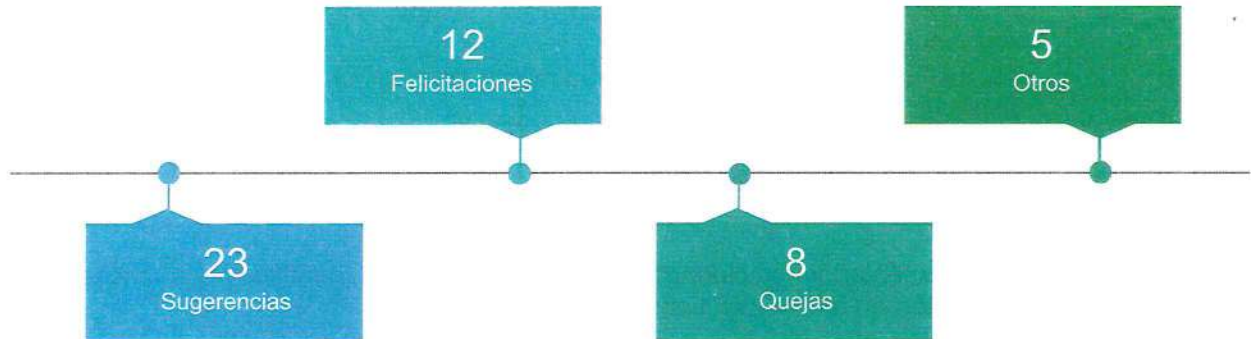 12
Felicitaciones
5
Otros
23
Sugerencias
8
Quejas